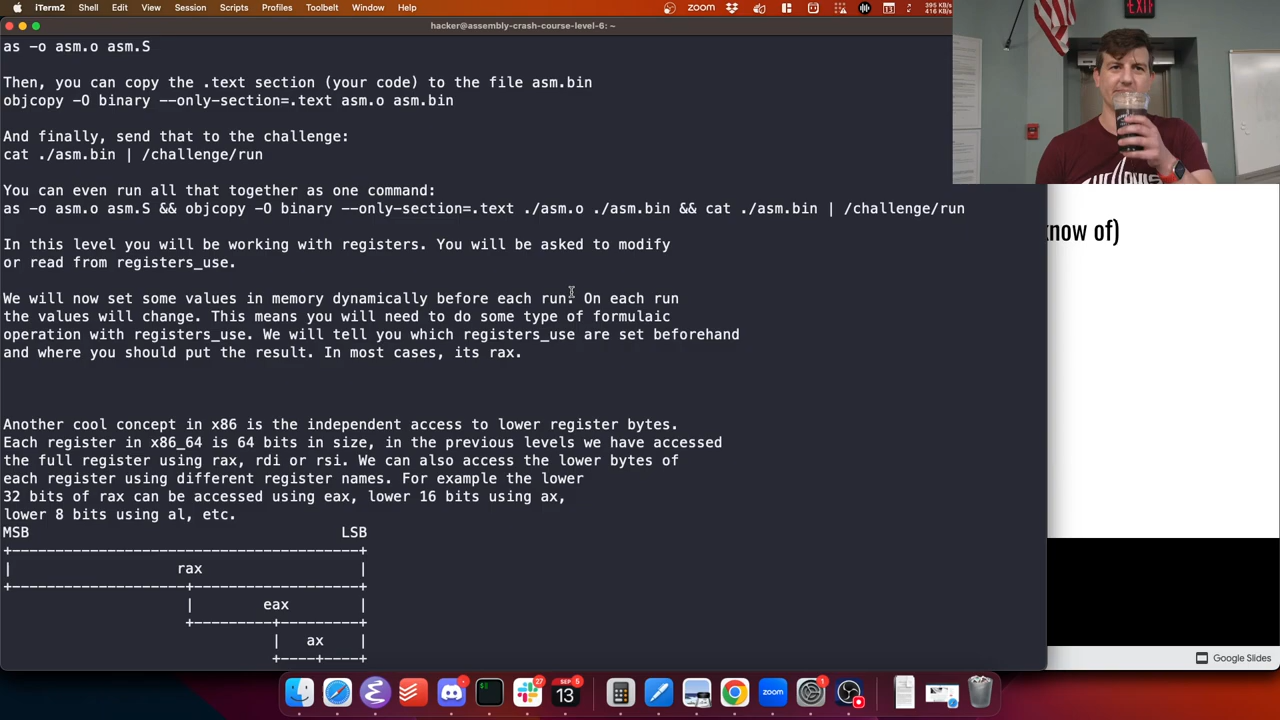 iTerm2 Shell Edit View Session Scripts Profiles Toolbelt Window Help zoom 13 395 KB/s
416 KB/s
hacker@assembly-crash-course-level-6: ~
EXIT
as -o asm.o asm.S
Then, you can copy the .text section (your code) to the file asm.bin
objcopy -O binary --only-section=.text asm.o asm.bin
And finally, send that to the challenge:
cat ./asm.bin | /challenge/run
You can even run all that together as one command:
as -o asm.o asm.S && objcopy -O binary --only-section=.text ./asm.o ./asm.bin && cat ./asm.bin | /challenge/run
know of)
In this level you will be working with registers. You will be asked to modify
or read from registers_use.
We will now set some values in memory dynamically before each run. On each run
the values will change. This means you will need to do some type of formulaic
operation with registers_use. We will tell you which registers_use are set beforehand
and where you should put the result. In most cases, its rax.
Another cool concept in x86 is the independent access to lower register bytes.
Each register in x86_64 is 64 bits in size, in the previous levels we have accessed
the full register using rax, rdi or rsi. We can also access the lower bytes of
each register using different register names. For example the lower
32 bits of rax can be accessed using eax, lower 16 bits using ax,
lower 8 bits using al, etc.
MSB LSB
+----------------------------------------+
| rax |
+--------------------+-------------------+
| eax |
+---------+---------+
| ax |
+----+----+
Google Slides
27
SEP 5
13
zoom
1